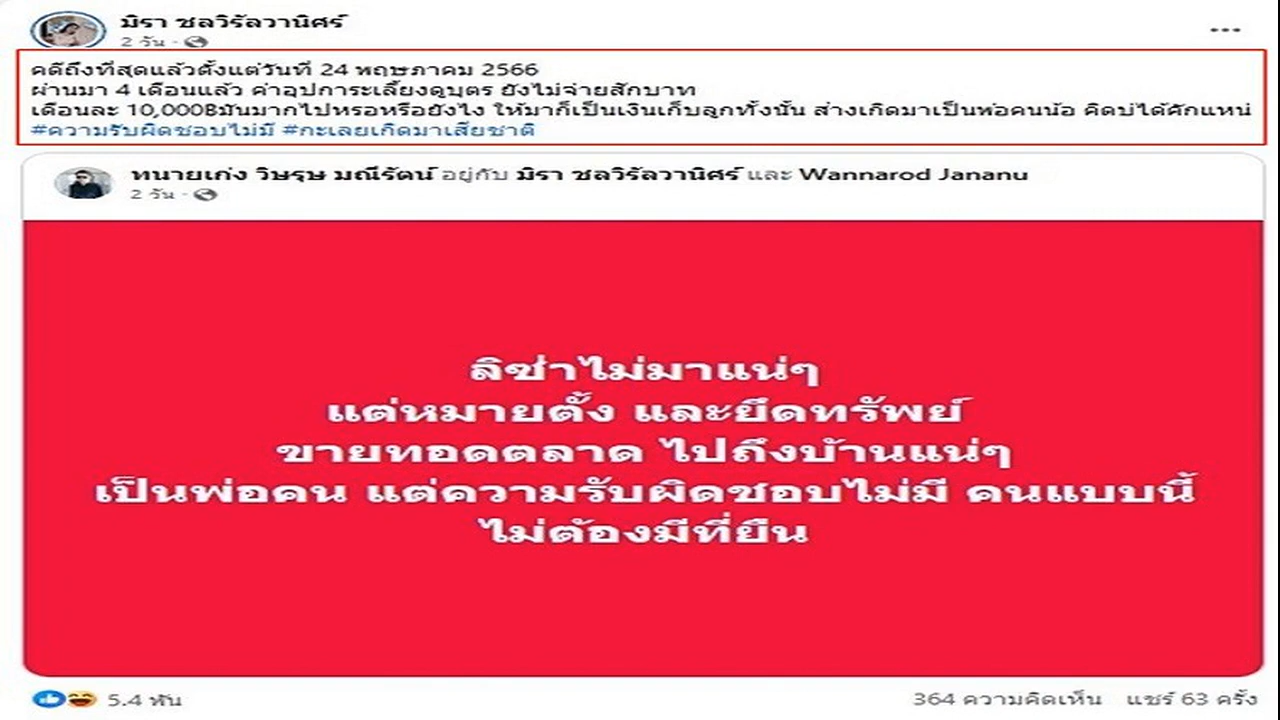 มิรา ชลวิรัลวานิศร์
2 วัน ·
คดีถึงที่สุดแล้วตั้งแต่วันที่ 24 พฤษภาคม 2566
ผ่านมา 4 เดือนแล้ว ค่าอุปการะเลี้ยงดูบุตร ยังไม่จ่ายสักบาท
เดือนละ 10,000฿มันมากไปหรอหรือยังไง ให้มาก็เป็นเงินเก็บลูกทั้งนั้น ส่างเกิดมาเป็นพ่อคนน้อ คึดบ่ได้คักแหน่
#ความรับผิดชอบไม่มี #กะเลยเกิดมาเสียชาติ
ทนายเก่ง วิษรุษ มณีรัตน์ อยู่กับ มิรา ชลวิรัลวานิศร์ และ Wannarod Jananu
2 วัน ·
ลิซ่าไม่มาแน่ๆ
แต่หมายตั้ง และยึดทรัพย์
ขายทอดตลาด ไปถึงบ้านแน่ๆ
เป็นพ่อคน แต่ความรับผิดชอบไม่มี คนแบบนี้
ไม่ต้องมีที่ยืน
5.4 พัน
364 ความคิดเห็น แชร์ 63 ครั้ง